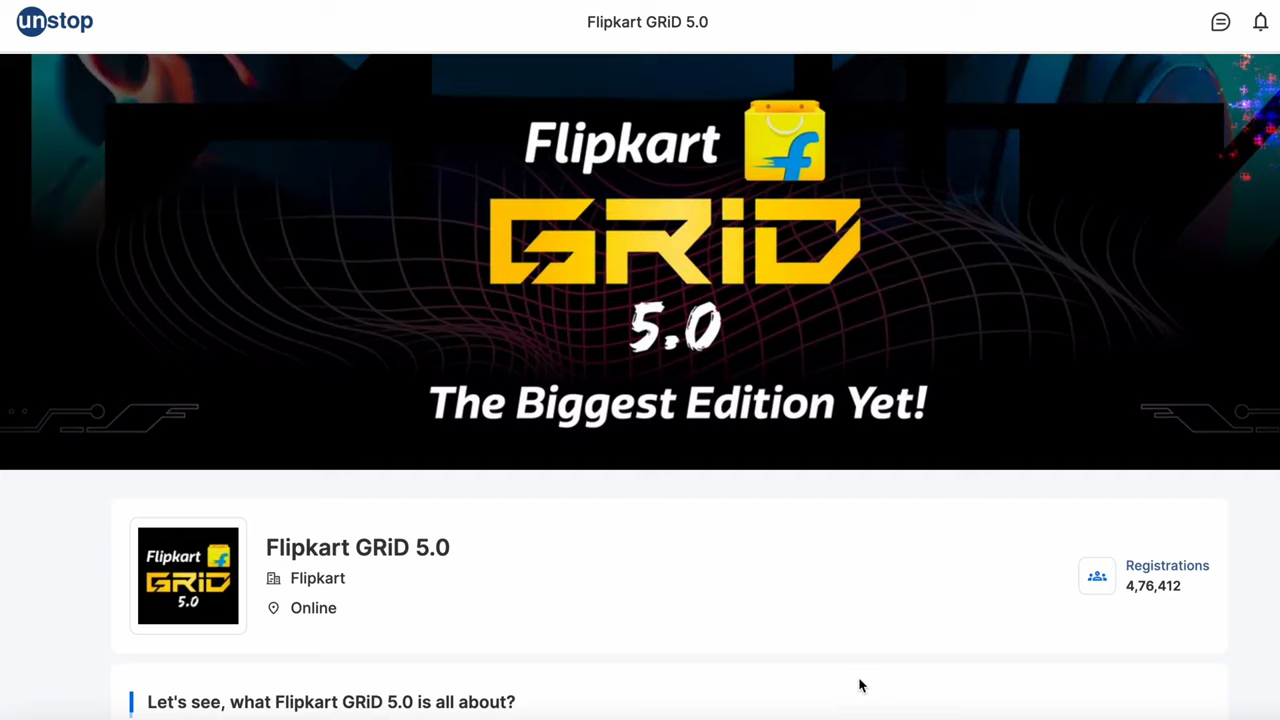 unstop
Flipkart GRiD 5.0
Flipkart
GRiD
5.0
The Biggest Edition Yet!
Flipkart
GRiD
5.0
Flipkart GRiD 5.0
Flipkart
Online
Registrations
4,76,412
Let's see, what Flipkart GRiD 5.0 is all about?